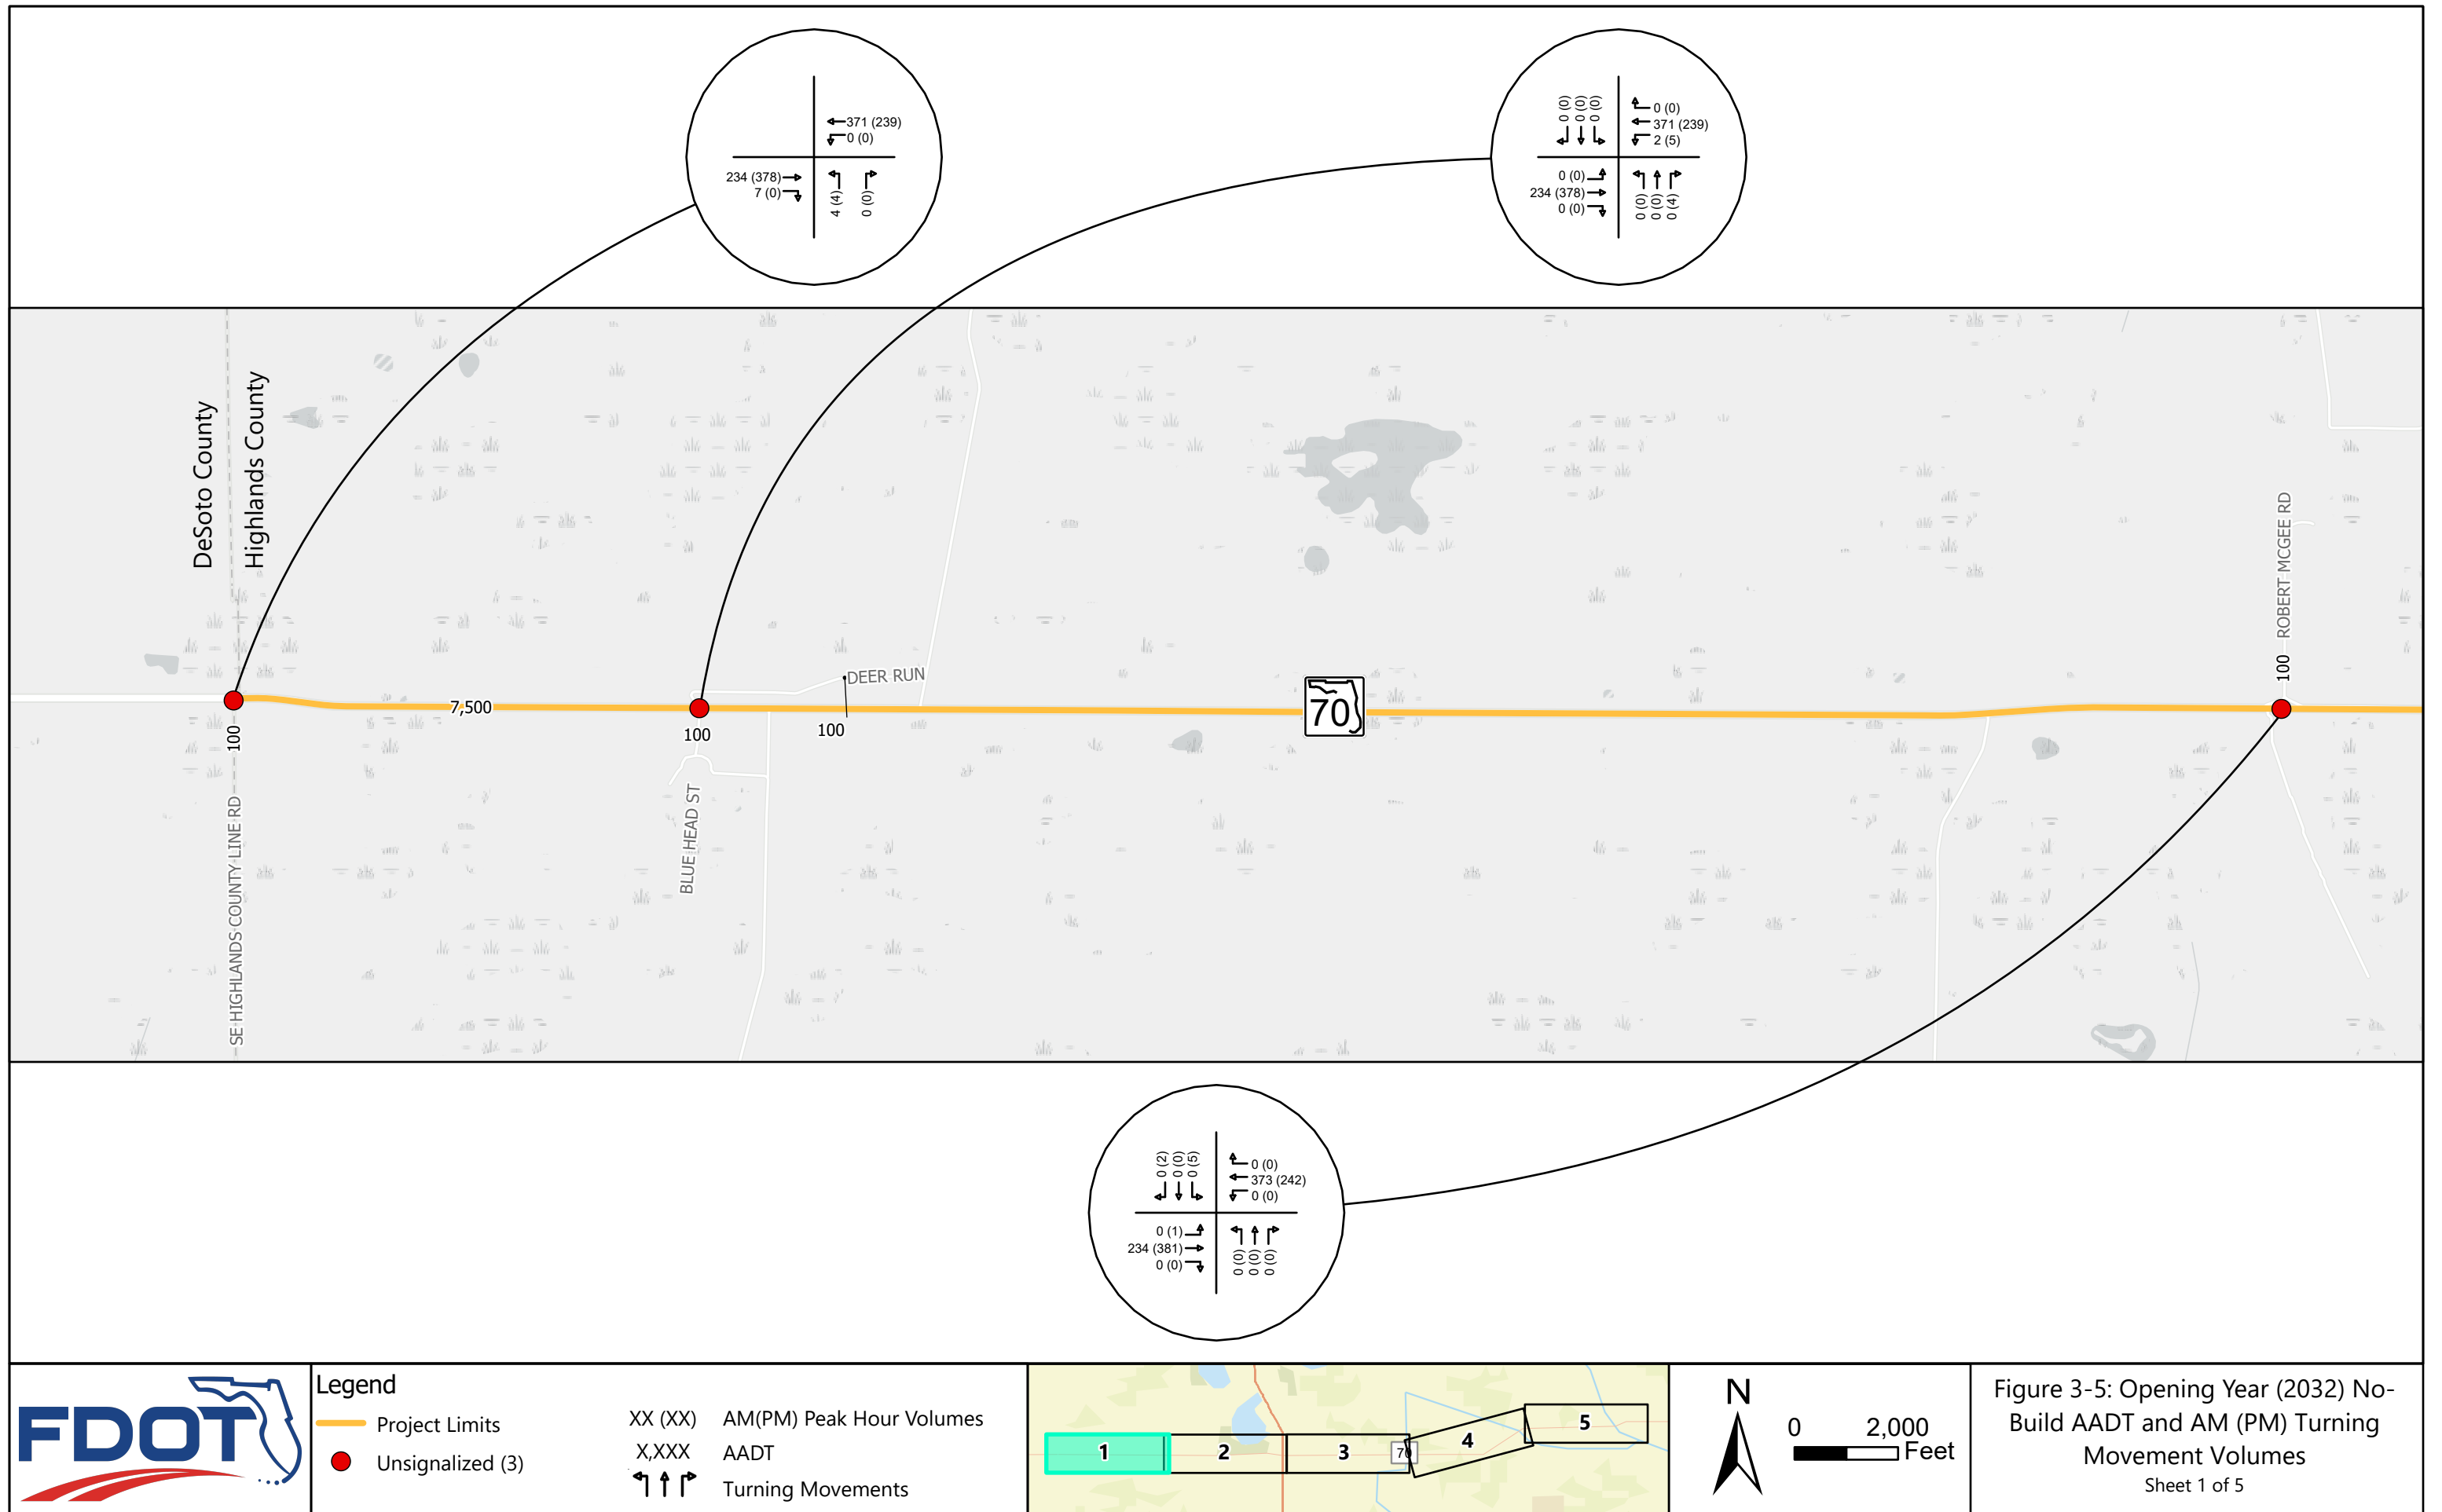 371 (239)
0 (0)
234 (378)
7 (0)
4 (4)
0 (0)
0 (0)
0 (0)
0 (0)
0 (0)
371 (239)
2 (5)
0 (0)
234 (378)
0 (0)
0 (0)
0 (0)
0 (4)
DeSoto County
Highlands County
7,500
100
SE HIGHLANDS COUNTY LINE RD
100
BLUE HEAD ST
DEER RUN
100
70
ROBERT MCGEE RD
100
0 (2)
0 (0)
0 (5)
0 (0)
373 (242)
0 (0)
0 (1)
234 (381)
0 (0)
0 (0)
0 (0)
0 (0)
FDOT
Legend
Project Limits
Unsignalized (3)
XX (XX) AM(PM) Peak Hour Volumes
X,XXX AADT
Turning Movements
1
2
3
70
4
5
N
0 2,000
Feet
Figure 3-5: Opening Year (2032) No-
Build AADT and AM (PM) Turning
Movement Volumes
Sheet 1 of 5